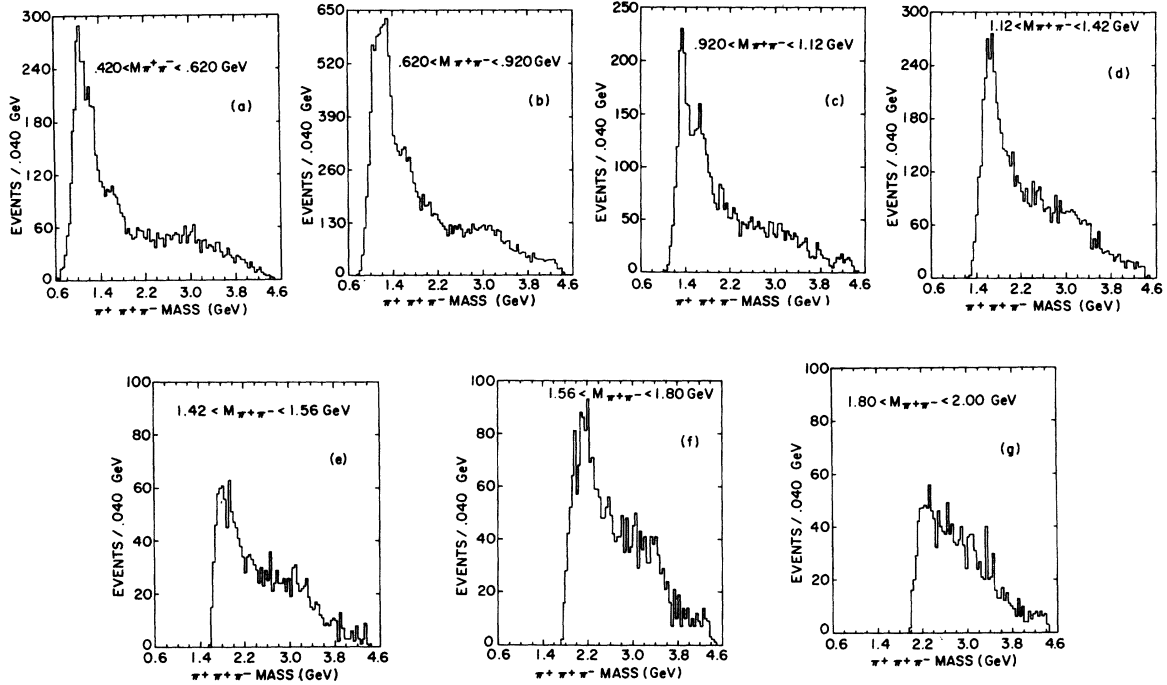 300
240
180
120
60
0
EVENTS / .040 GeV
.420<Mπ+π-<.620 GeV
(a)
0.6 1.4 2.2 3.0 3.8 4.6
π+ π+π- MASS (GeV)
650
520
390
260
130
0
EVENTS / .040 GeV
.620<Mπ+π-<.920 GeV
(b)
0.6 1.4 2.2 3.0 3.8 4.6
π+ π+π- MASS (GeV)
250
200
150
100
50
0
EVENTS / .040 GeV
.920<Mπ+π-<1.12 GeV
(c)
0.6 1.4 2.2 3.0 3.8 4.6
π+ π+π- MASS (GeV)
300
240
180
120
60
0
EVENTS / .040 GeV
1.12<Mπ+π-<1.42 GeV
(d)
0.6 1.4 2.2 3.0 3.8 4.6
π+ π+π- MASS (GeV)
100
80
60
40
20
0
EVENTS / .040 GeV
1.42<Mπ+π-<1.56 GeV
(e)
0.6 1.4 2.2 3.0 3.8 4.6
π+ π+π- MASS (GeV)
100
80
60
40
20
0
EVENTS / .040 GeV
1.56<Mπ+π-<1.80 GeV
(f)
0.6 1.4 2.2 3.0 3.8 4.6
π+ π+π- MASS (GeV)
100
80
60
40
20
0
EVENTS / .040 GeV
1.80<Mπ+π-<2.00 GeV
(g)
0.6 1.4 2.2 3.0 3.8 4.6
π+ π+π- MASS (GeV)